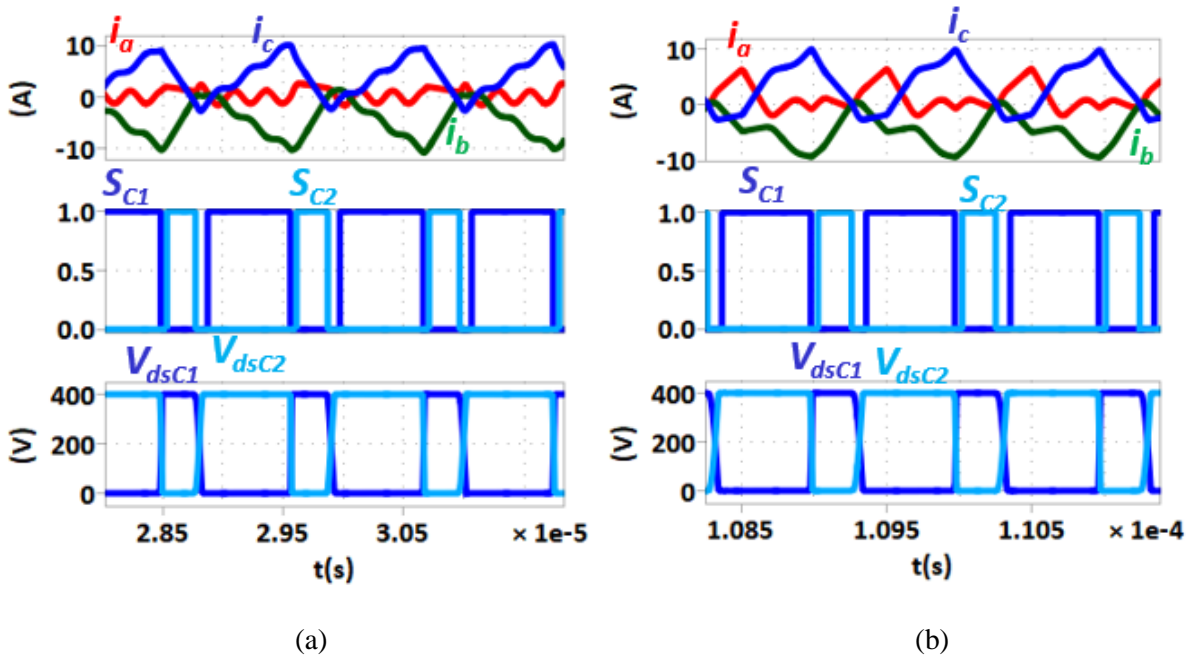 i_a i_c
10
0
-10
(A)
i_b
S_C1 S_C2
1.0
0.5
0.0
V_dsC1 V_dsC2
400
200
0
(V)
2.85 2.95 3.05 × 1e-5
t(s)
(a)
i_a i_c
10
0
-10
(A)
i_b
S_C1 S_C2
1.0
0.5
0.0
V_dsC1 V_dsC2
400
200
0
(V)
1.085 1.095 1.105 × 1e-4
t(s)
(b)